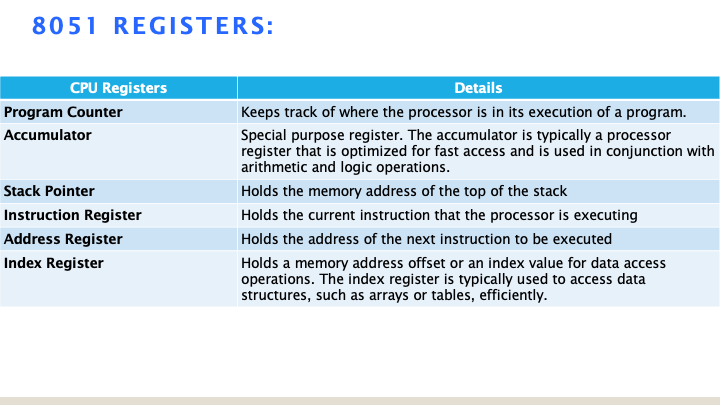 8051 REGISTERS:
CPU Registers Details
Program Counter Keeps track of where the processor is in its execution of a program.
Accumulator Special purpose register. The accumulator is typically a processor
register that is optimized for fast access and is used in conjunction with
arithmetic and logic operations.
Stack Pointer Holds the memory address of the top of the stack
Instruction Register Holds the current instruction that the processor is executing
Address Register Holds the address of the next instruction to be executed
Index Register Holds a memory address offset or an index value for data access
operations. The index register is typically used to access data
structures, such as arrays or tables, efficiently.